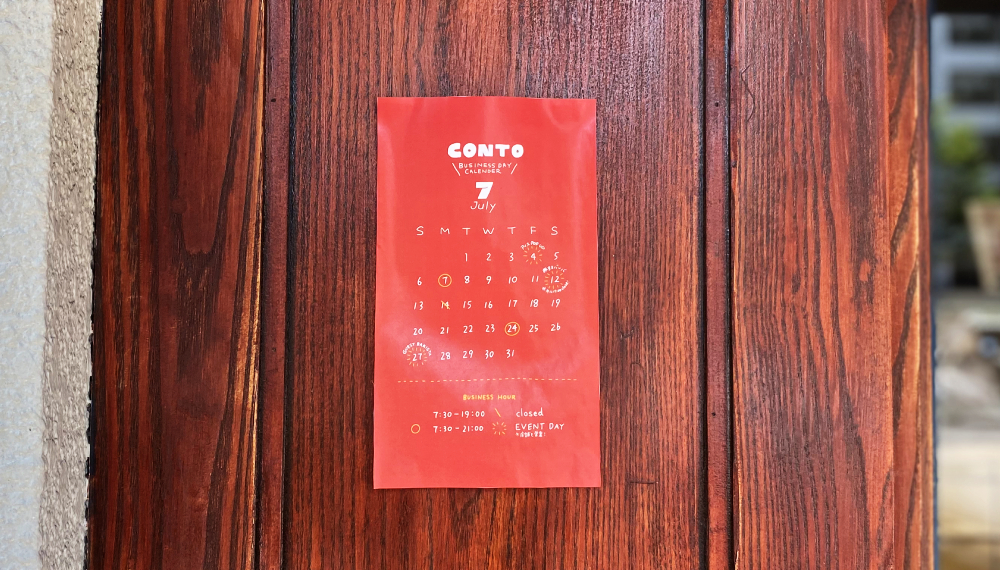 CONTO
BUSINESS DAY
CALENDER
7
July
S M T W T F S
1 2 3 4 5
6 7 8 9 10 11 12
13 14 15 16 17 18 19
20 21 22 23 24 25 26
GUEST BARISTA
27 28 29 30 31
BUSINESS HOUR
7:30-19:00 closed
7:30-21:00 EVENT DAY